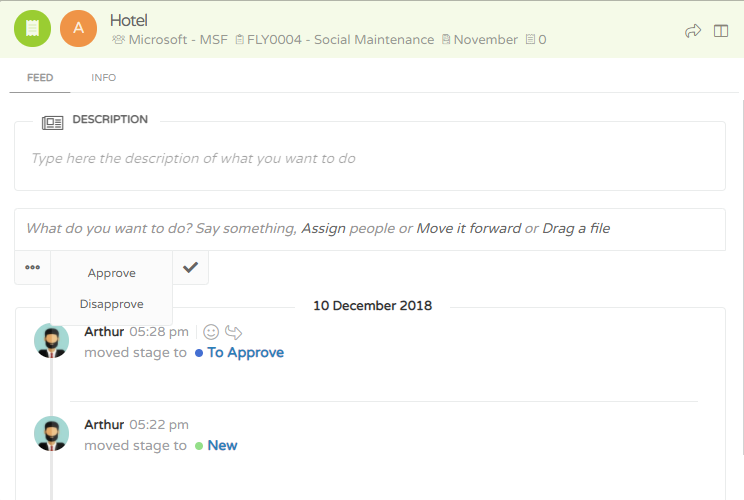 A
Hotel
Microsoft - MSF FLY0004 - Social Maintenance November 0
FEED INFO
DESCRIPTION
Type here the description of what you want to do
What do you want to do? Say something, Assign people or Move it forward or Drag a file
Approve
Disapprove
10 December 2018
Arthur 05:28 pm
moved stage to To Approve
Arthur 05:22 pm
moved stage to New